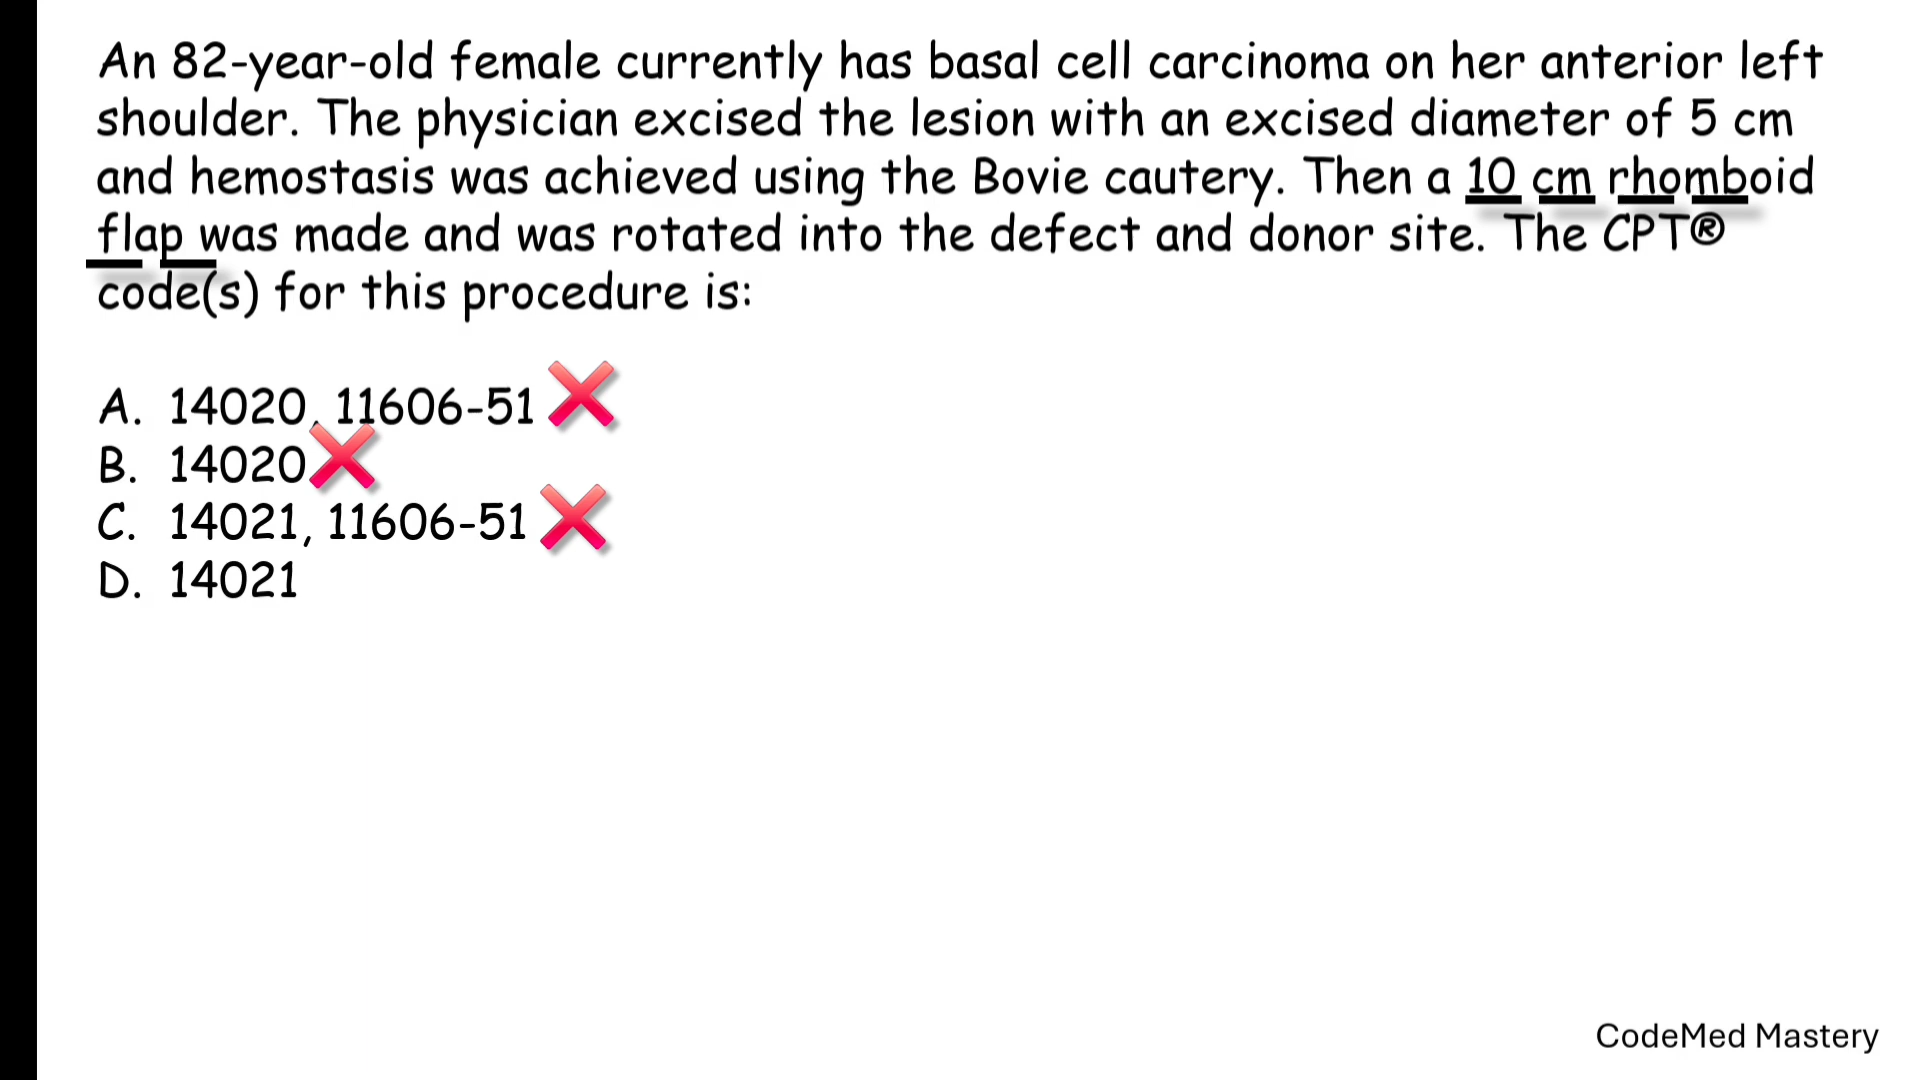 An 82-year-old female currently has basal cell carcinoma on her anterior left
shoulder. The physician excised the lesion with an excised diameter of 5 cm
and hemostasis was achieved using the Bovie cautery. Then a 10 cm rhomboid
flap was made and was rotated into the defect and donor site. The CPT®
code(s) for this procedure is:
A. 14020, 11606-51
B. 14020
C. 14021, 11606-51
D. 14021
CodeMed Mastery